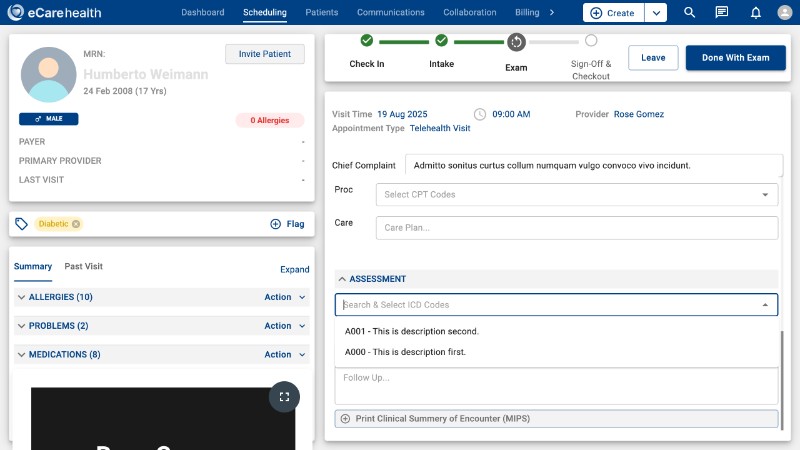 eCarehealth
Dashboard
Scheduling
Patients
Communications
Collaboration
Billing
Create
MRN:
Invite Patient
Humberto Weimann
24 Feb 2008 (17 Yrs)
MALE
0 Allergies
PAYER -
PRIMARY PROVIDER -
LAST VISIT -
Diabetic
Flag
Summary
Past Visit
Expand
ALLERGIES (10) Action
PROBLEMS (2) Action
MEDICATIONS (8) Action
Check In
Intake
Exam
Sign-Off &
Checkout
Leave
Done With Exam
Visit Time 19 Aug 2025 09:00 AM Provider Rose Gomez
Appointment Type Telehealth Visit
Chief Complaint Admitto sonitus curtus collum numquam vulgo convoco vivo incidunt.
Proc Select CPT Codes
Care Care Plan...
ASSESSMENT
Search & Select ICD Codes
A001 - This is description second.
A000 - This is description first.
Follow Up...
Print Clinical Summery of Encounter (MIPS)